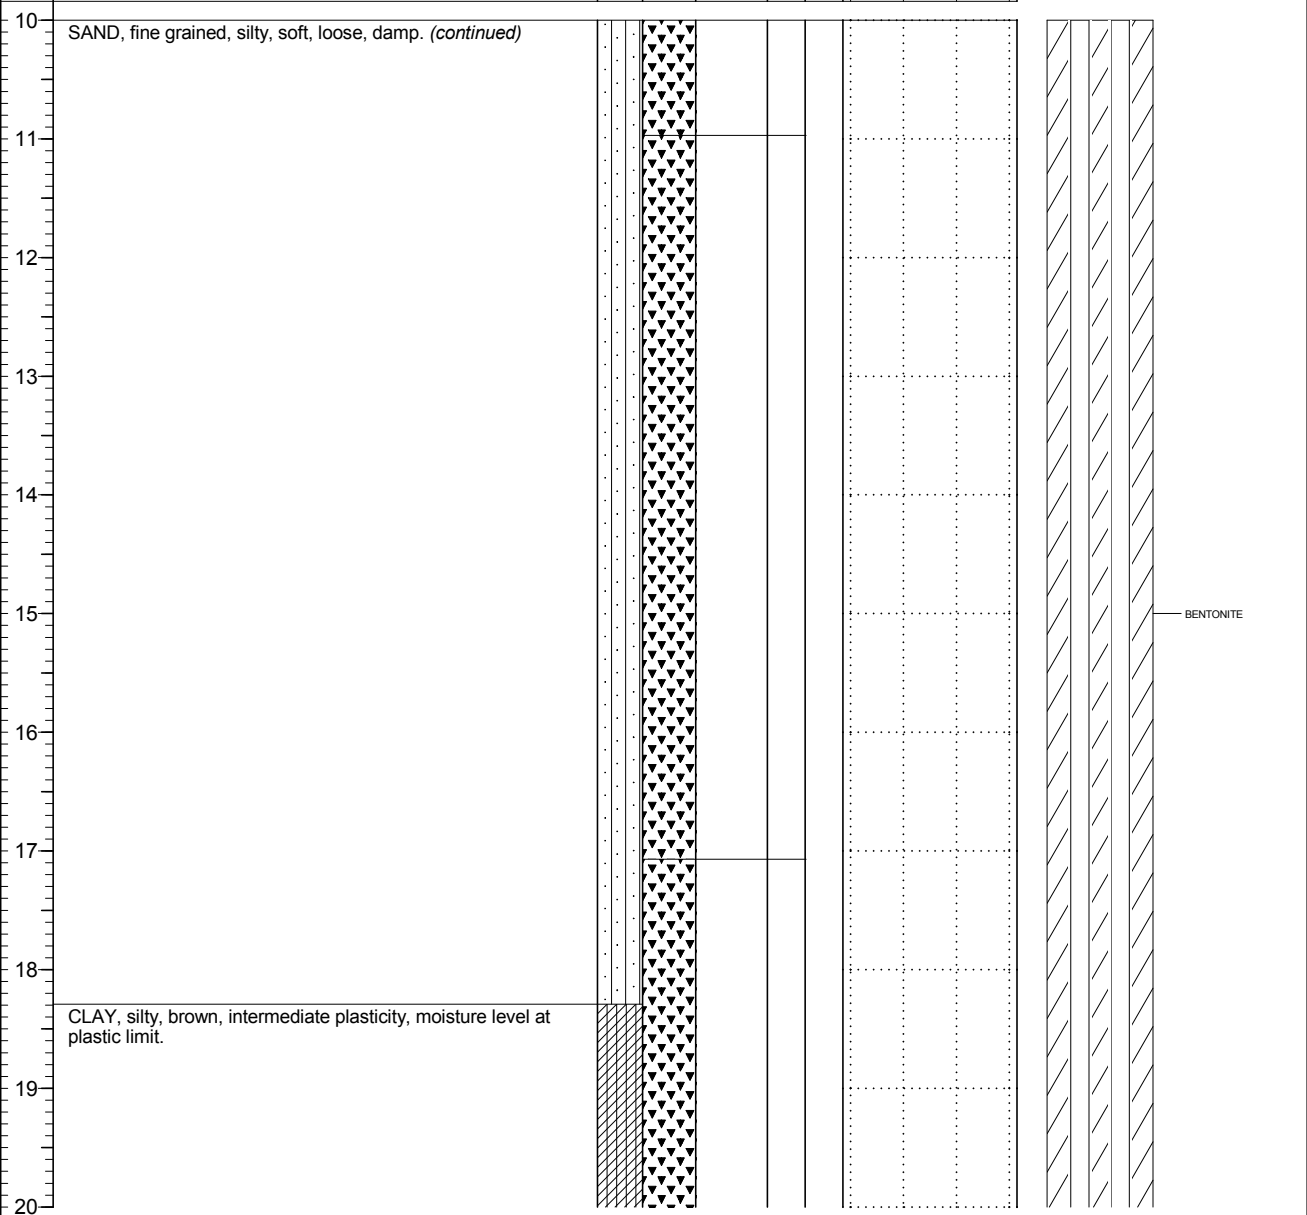 10
SAND, fine grained, silty, soft, loose, damp. (continued)
11
12
13
14
15
BENTONITE
16
17
18
CLAY, silty, brown, intermediate plasticity, moisture level at
plastic limit.
19
20